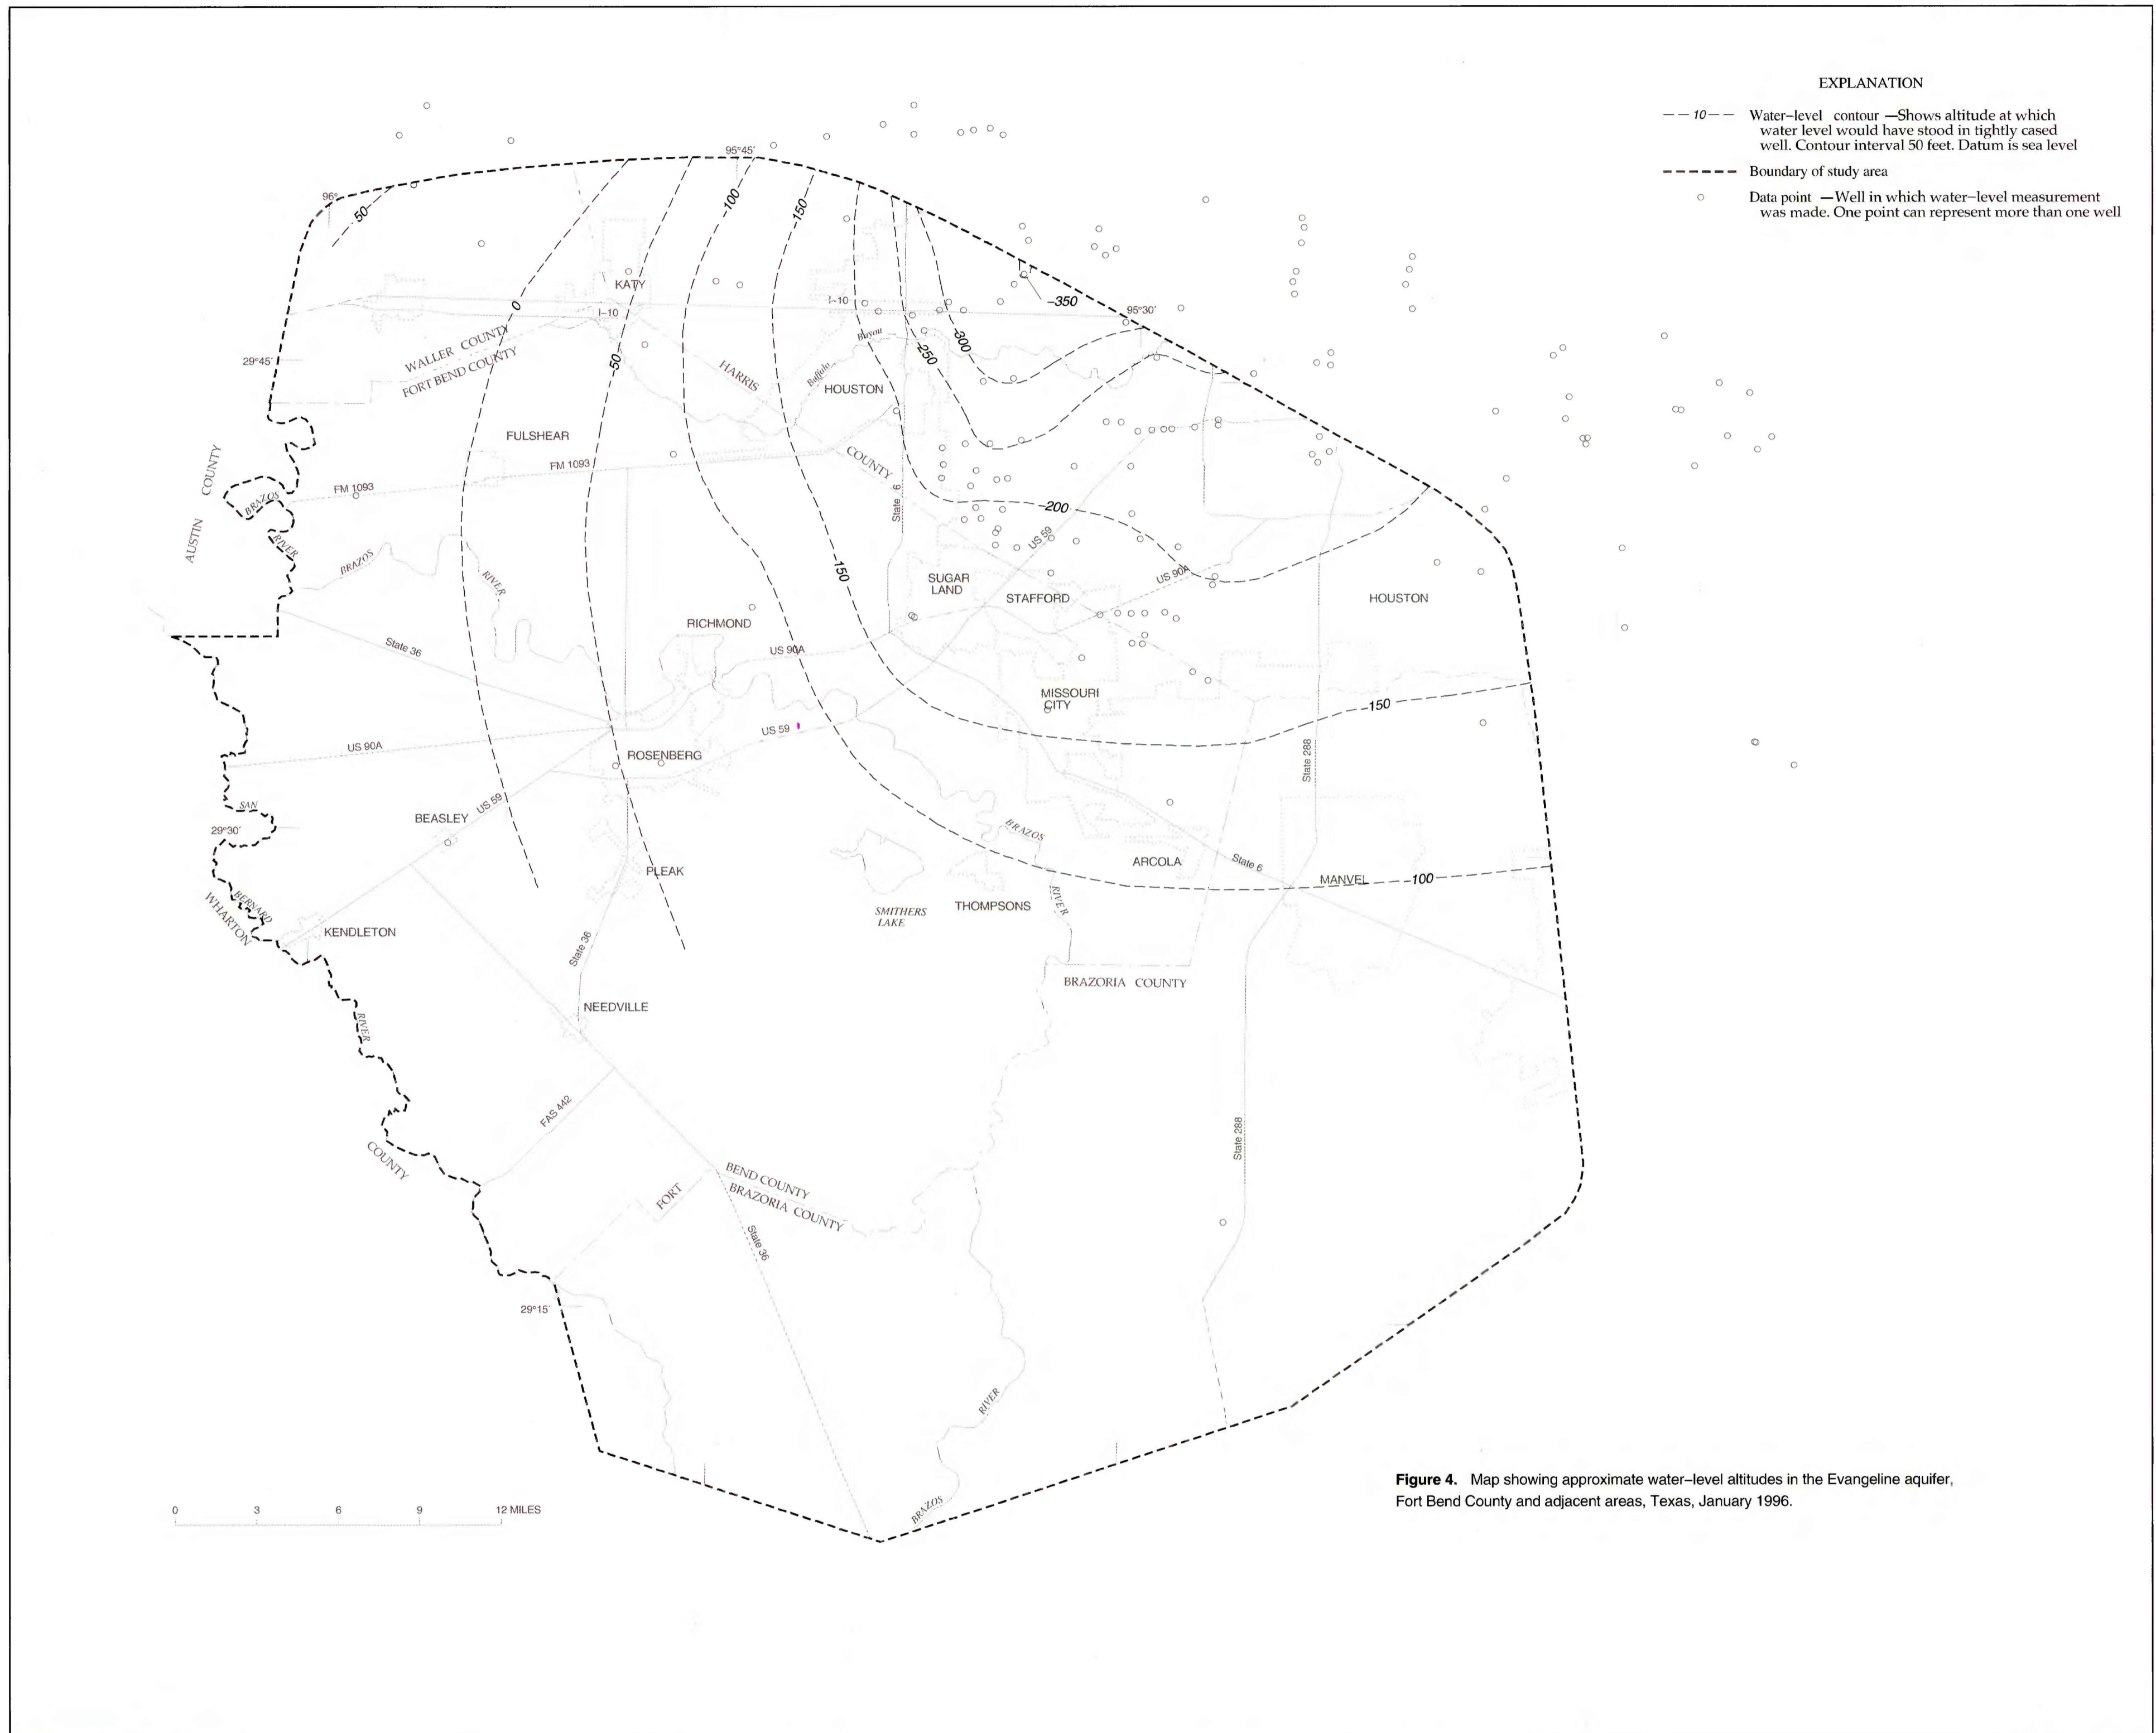 EXPLANATION
— — 10 — — Water–level contour —Shows altitude at which
water level would have stood in tightly cased
well. Contour interval 50 feet. Datum is sea level
Boundary of study area
Data point —Well in which water–level measurement
was made. One point can represent more than one well
95°45′
96°
50
-100
-150
KATY
I–10
I–10
0
-350
95°30′
-300
-250
Buffalo
Bayou
WALLER COUNTY
FORT BEND COUNTY
29°45′
-50
HARRIS
COUNTY
HOUSTON
FULSHEAR
FM 1093
FM 1093
AUSTIN
COUNTY
BRAZOS
RIVER
BRAZOS
RIVER
State 6
-200
US 59
-150
SUGAR
LAND
STAFFORD
US 90A
HOUSTON
RICHMOND
State 36
US 90A
MISSOURI
CITY
-150
US 90A
US 59
ROSENBERG
State 288
SAN
BERNARD
RIVER
29°30′
BEASLEY
US 59
BRAZOS
RIVER
ARCOLA
State 6
MANVEL
-100
PLEAK
SMITHERS
LAKE
THOMPSONS
WHARTON
COUNTY
KENDLETON
State 36
BRAZORIA COUNTY
NEEDVILLE
FAS 442
State 288
FORT
BEND COUNTY
BRAZORIA COUNTY
State 36
29°15′
BRAZOS
RIVER
0 3 6 9 12 MILES
Figure 4. Map showing approximate water–level altitudes in the Evangeline aquifer,
Fort Bend County and adjacent areas, Texas, January 1996.